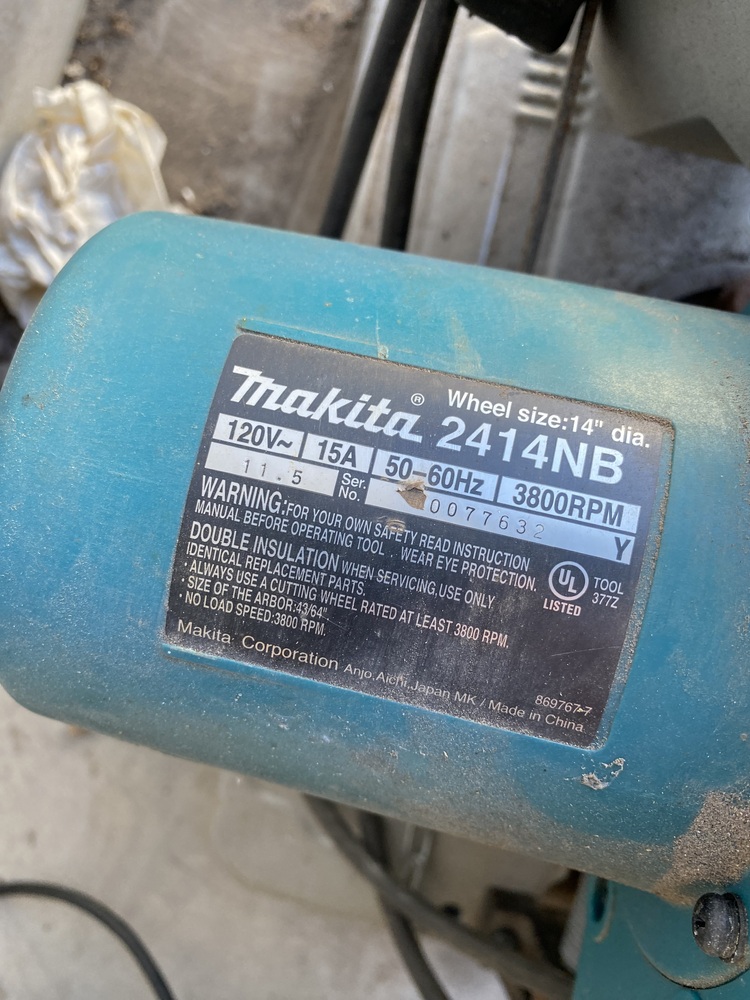 makita® Wheel size:14" dia.
2414NB
120V~ 15A 50-60Hz 3800RPM
11.5 Ser. No. 0077632 Y
WARNING:FOR YOUR OWN SAFETY READ INSTRUCTION
MANUAL BEFORE OPERATING TOOL. WEAR EYE PROTECTION.
DOUBLE INSULATION WHEN SERVICING,USE ONLY
IDENTICAL REPLACEMENT PARTS.
· ALWAYS USE A CUTTING WHEEL RATED AT LEAST 3800 RPM.
· SIZE OF THE ARBOR:43/64"
· NO LOAD SPEED:3800 RPM.
UL LISTED
TOOL
377Z
Makita Corporation Anjo,Aichi,Japan MK / Made in China
869767-7